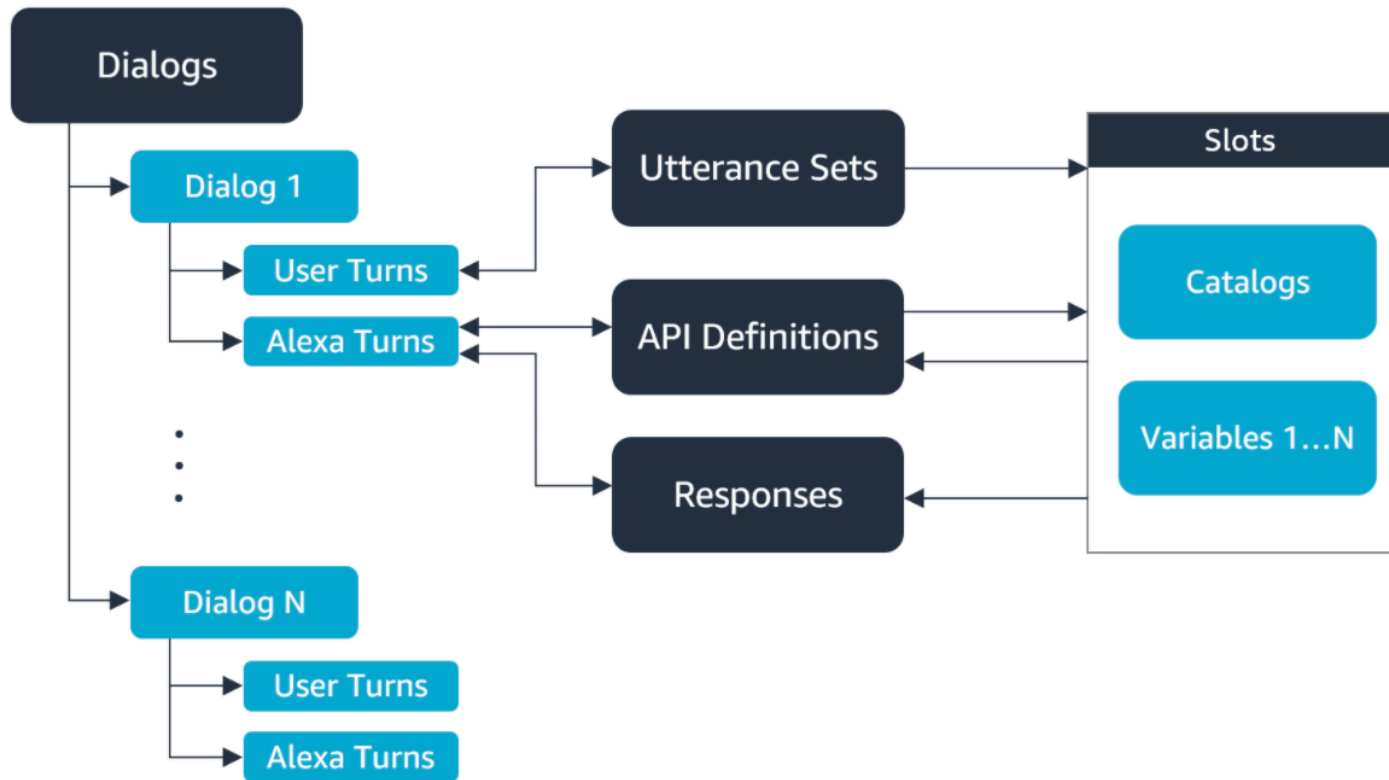 Dialogs
Dialog 1
User Turns
Alexa Turns
Utterance Sets
API Definitions
Responses
Slots
Catalogs
Variables 1...N
Dialog N
User Turns
Alexa Turns